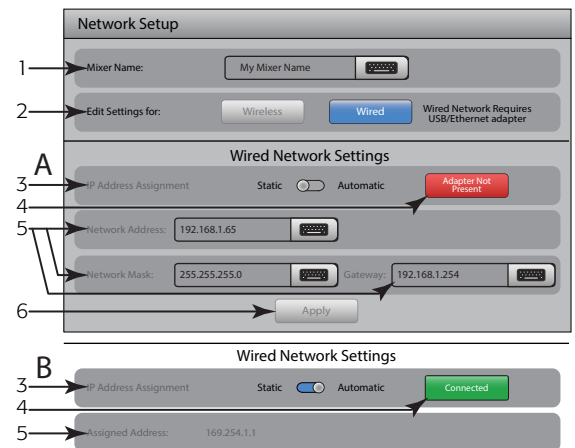 Network Setup
1 Mixer Name: My Mixer Name
2 Edit Settings for: Wireless Wired Wired Network Requires
USB/Ethernet adapter
A Wired Network Settings
3 IP Address Assignment Static Automatic Adapter Not
Present
4
5 Network Address: 192.168.1.65
Network Mask: 255.255.255.0 Gateway: 192.168.1.254
6 Apply
B Wired Network Settings
3 IP Address Assignment Static Automatic Connected
4
5 Assigned Address: 169.254.1.1